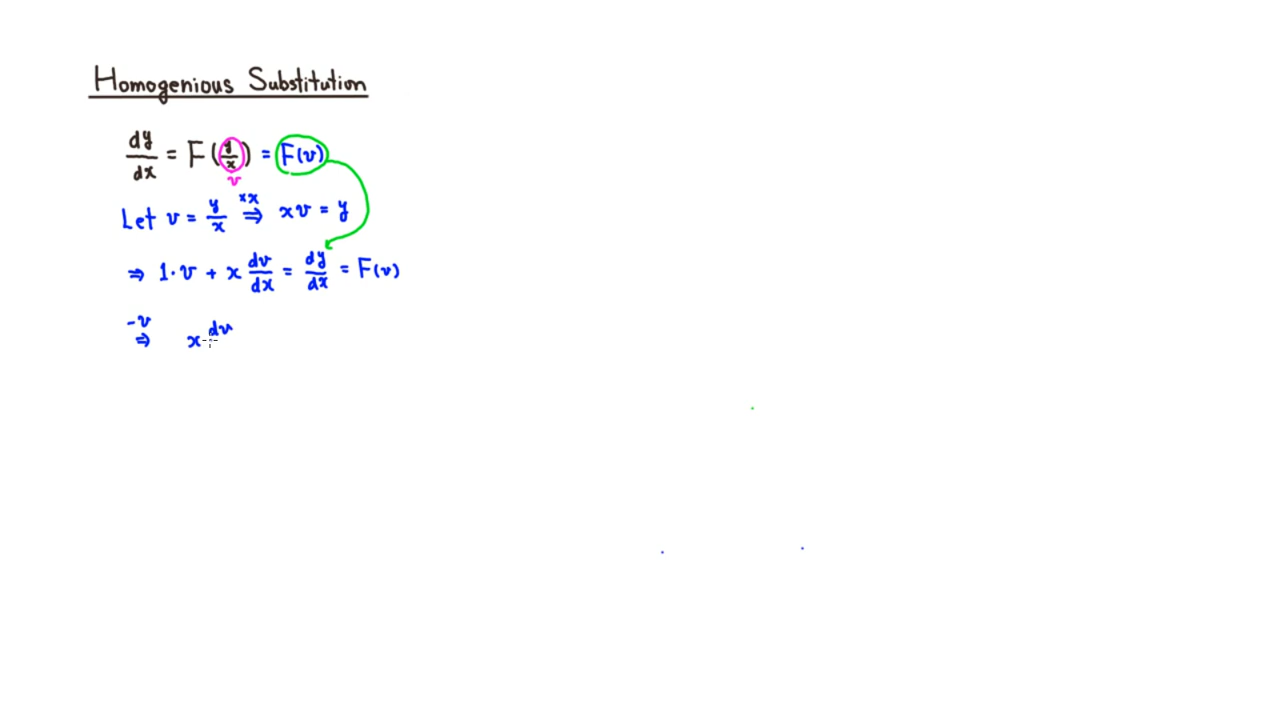 Homogenious Substitution
dy/dx = F(y/x) = F(v)
v
Let v = y/x ⇒ xv = y
×x
⇒ 1·v + x dv/dx = dy/dx = F(v)
-v
⇒ x dv